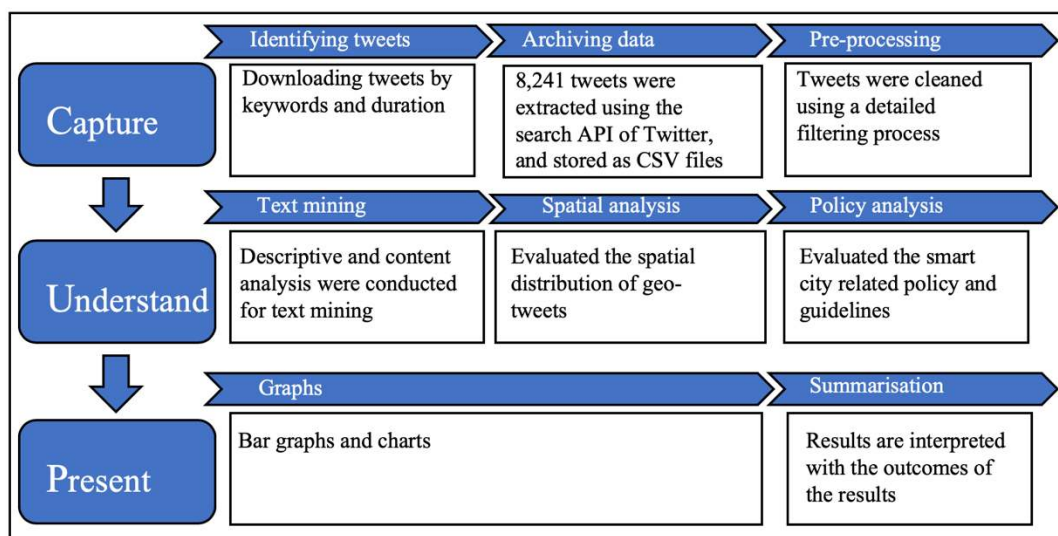 Capture
Identifying tweets
Downloading tweets by
keywords and duration
Archiving data
8,241 tweets were
extracted using the
search API of Twitter,
and stored as CSV files
Pre-processing
Tweets were cleaned
using a detailed
filtering process
Understand
Text mining
Descriptive and content
analysis were conducted
for text mining
Spatial analysis
Evaluated the spatial
distribution of geo-
tweets
Policy analysis
Evaluated the smart
city related policy and
guidelines
Present
Graphs
Bar graphs and charts
Summarisation
Results are interpreted
with the outcomes of
the results